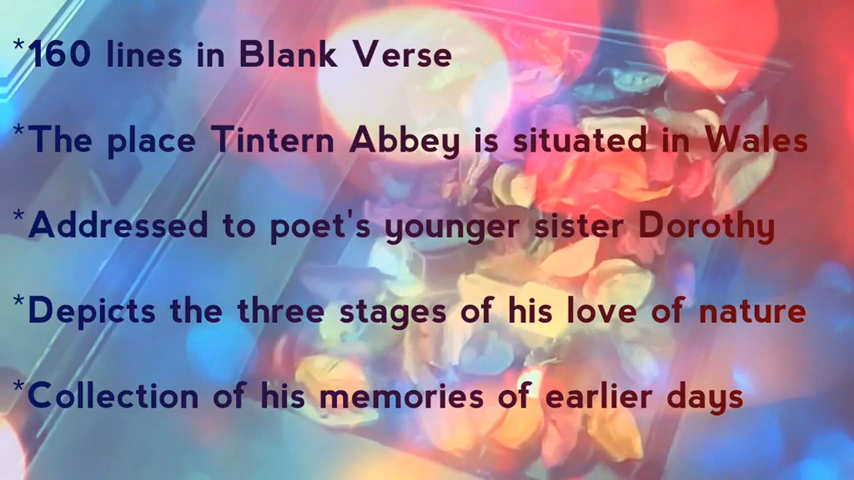 *160 lines in Blank Verse
*The place Tintern Abbey is situated in Wales
*Addressed to poet's younger sister Dorothy
*Depicts the three stages of his love of nature
*Collection of his memories of earlier days